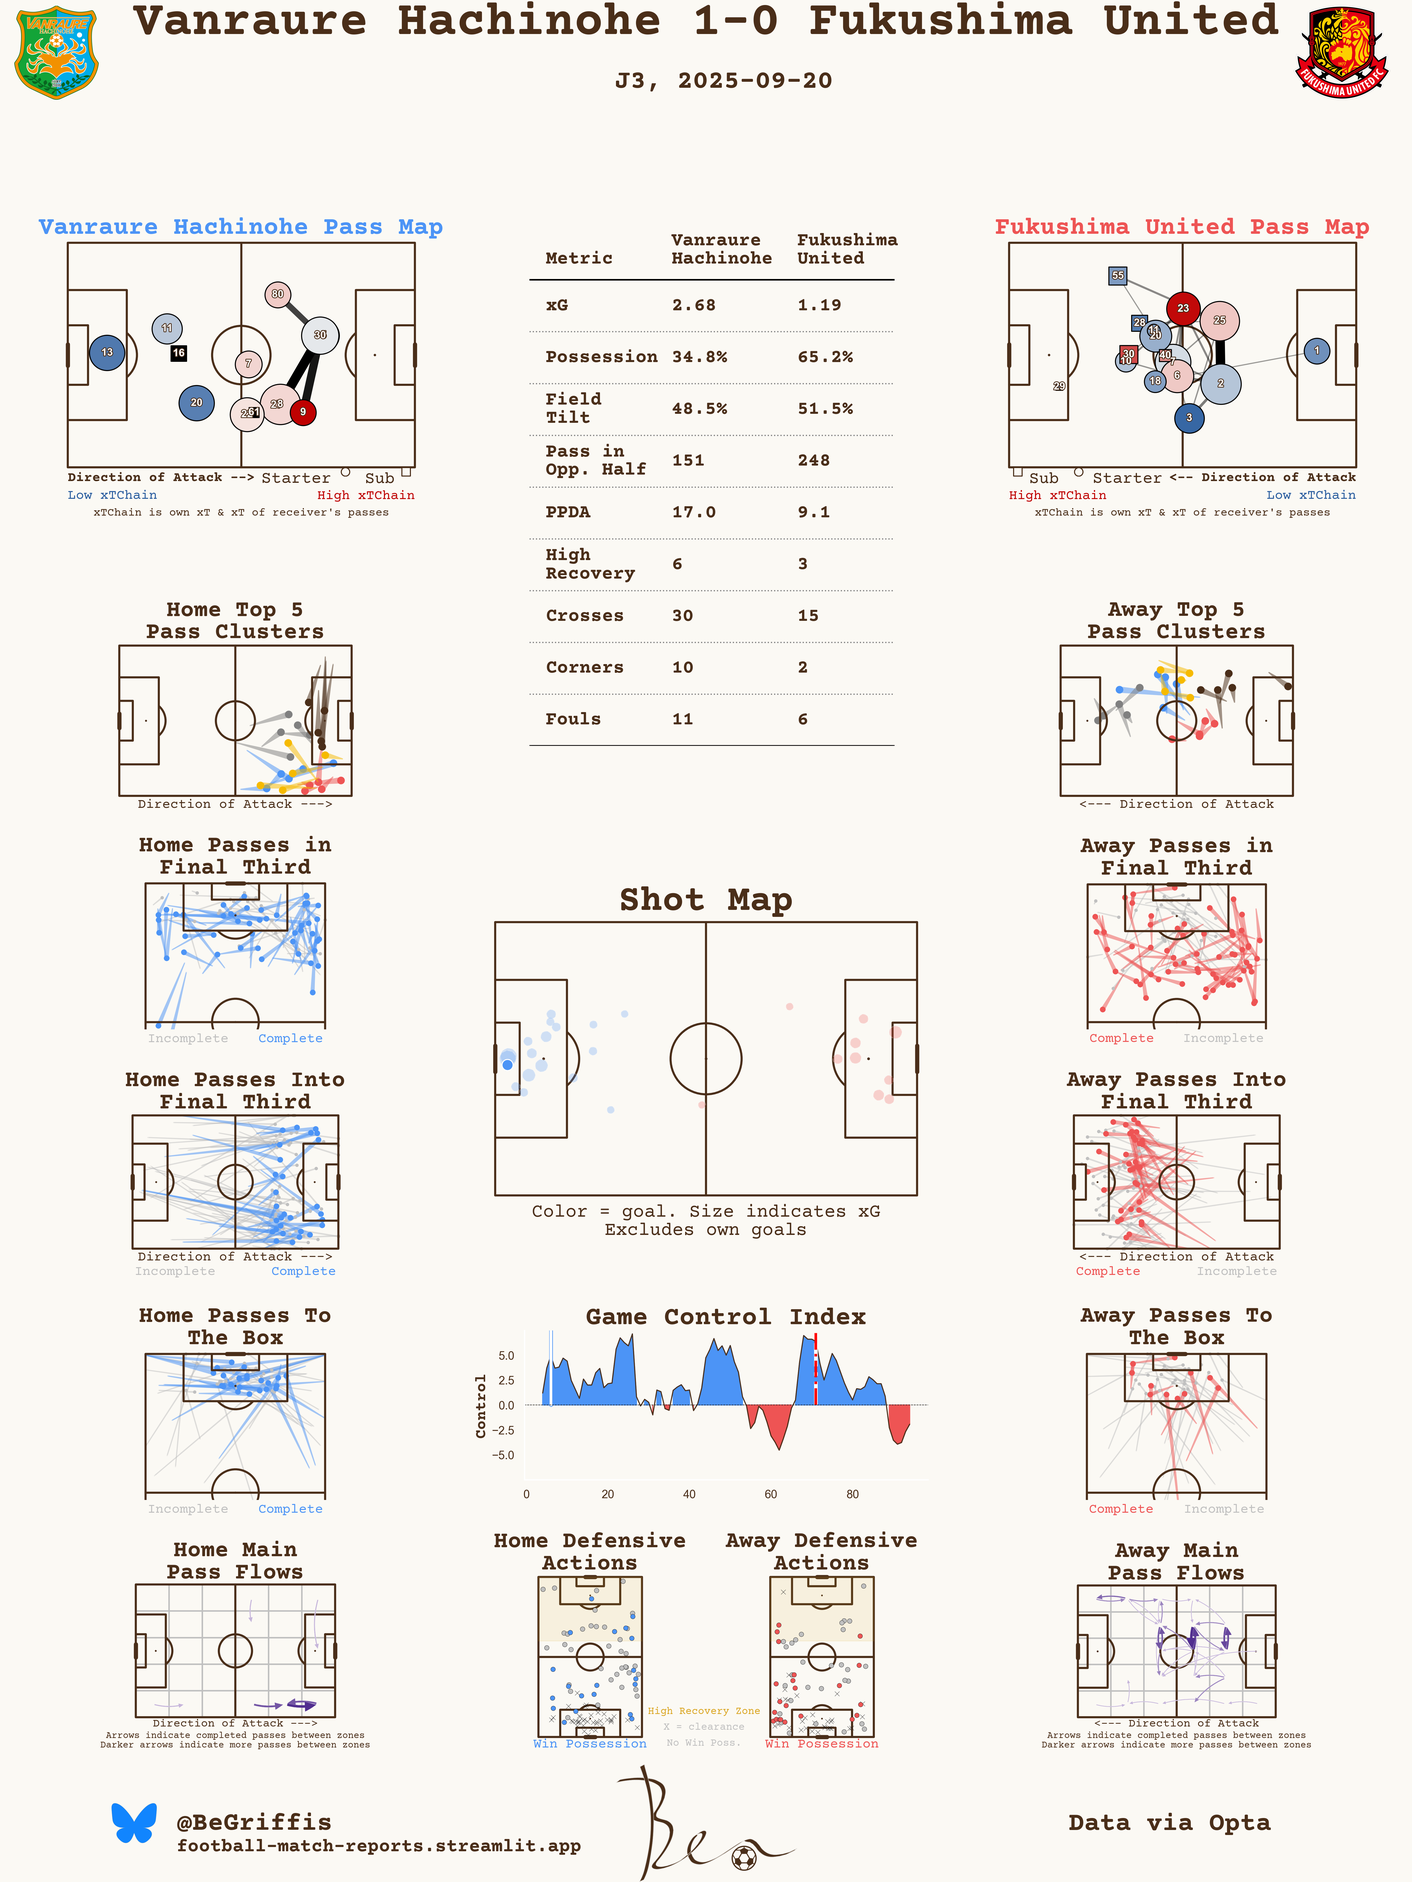 Vanraure Hachinohe 1-0 Fukushima United
J3, 2025-09-20
VANRAURE
HACHINOHE
FUKUSHIMA UNITED FC
Vanraure Hachinohe Pass Map
80
11
30
13
16
7
20
28
9
Direction of Attack --> Starter Sub
Low xTChain High xTChain
xTChain is own xT & xT of receiver's passes
Metric Vanraure Hachinohe Fukushima United
xG 2.68 1.19
Possession 34.8% 65.2%
Field Tilt 48.5% 51.5%
Pass in Opp. Half 151 248
PPDA 17.0 9.1
High Recovery 6 3
Crosses 30 15
Corners 10 2
Fouls 11 6
Fukushima United Pass Map
55
23
25
28
11
20
30
10
40
7
1
29
18
6
2
3
Sub Starter <-- Direction of Attack
High xTChain Low xTChain
xTChain is own xT & xT of receiver's passes
Home Top 5
Pass Clusters
Direction of Attack --->
Away Top 5
Pass Clusters
<--- Direction of Attack
Home Passes in
Final Third
Incomplete Complete
Away Passes in
Final Third
Complete Incomplete
Shot Map
Color = goal. Size indicates xG
Excludes own goals
Home Passes Into
Final Third
Direction of Attack --->
Incomplete Complete
Away Passes Into
Final Third
<--- Direction of Attack
Complete Incomplete
Home Passes To
The Box
Incomplete Complete
Game Control Index
Control
5.0
2.5
0.0
−2.5
−5.0
0 20 40 60 80
Away Passes To
The Box
Complete Incomplete
Home Main
Pass Flows
Direction of Attack --->
Arrows indicate completed passes between zones
Darker arrows indicate more passes between zones
Home Defensive
Actions
Win Possession
Away Defensive
Actions
Win Possession
High Recovery Zone
X = clearance
No Win Poss.
Away Main
Pass Flows
<--- Direction of Attack
Arrows indicate completed passes between zones
Darker arrows indicate more passes between zones
@BeGriffis
football-match-reports.streamlit.app
Ben
Data via Opta